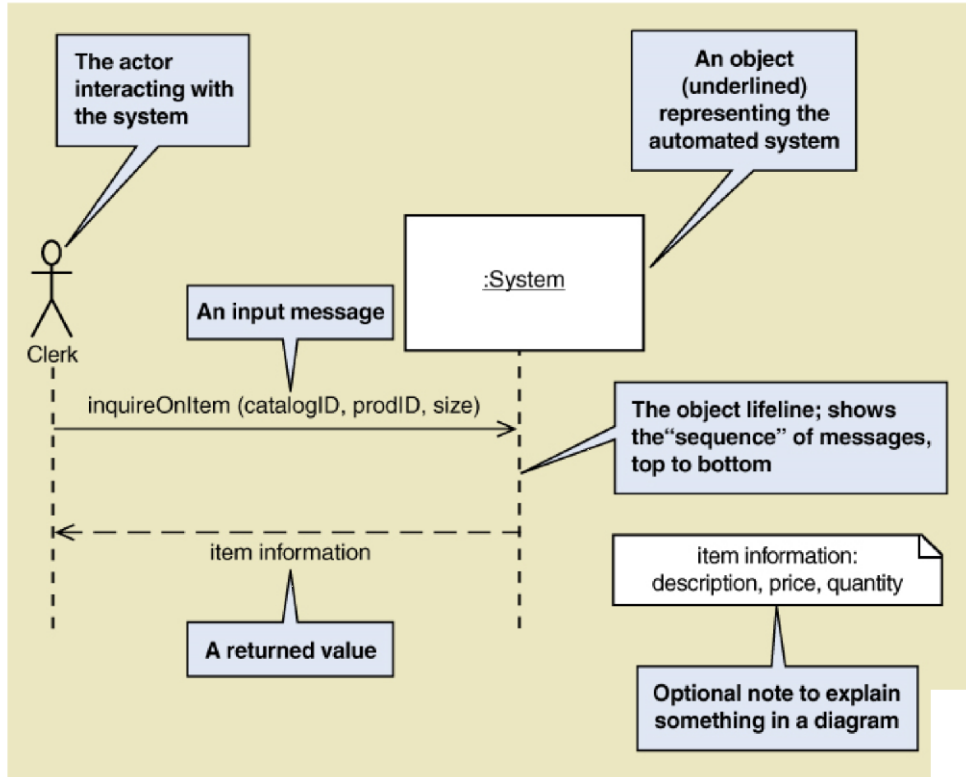 The actor
interacting with
the system
An object
(underlined)
representing the
automated system
:System
An input message
Clerk
inquireOnItem (catalogID, prodID, size)
The object lifeline; shows
the“sequence” of messages,
top to bottom
item information
item information:
description, price, quantity
A returned value
Optional note to explain
something in a diagram